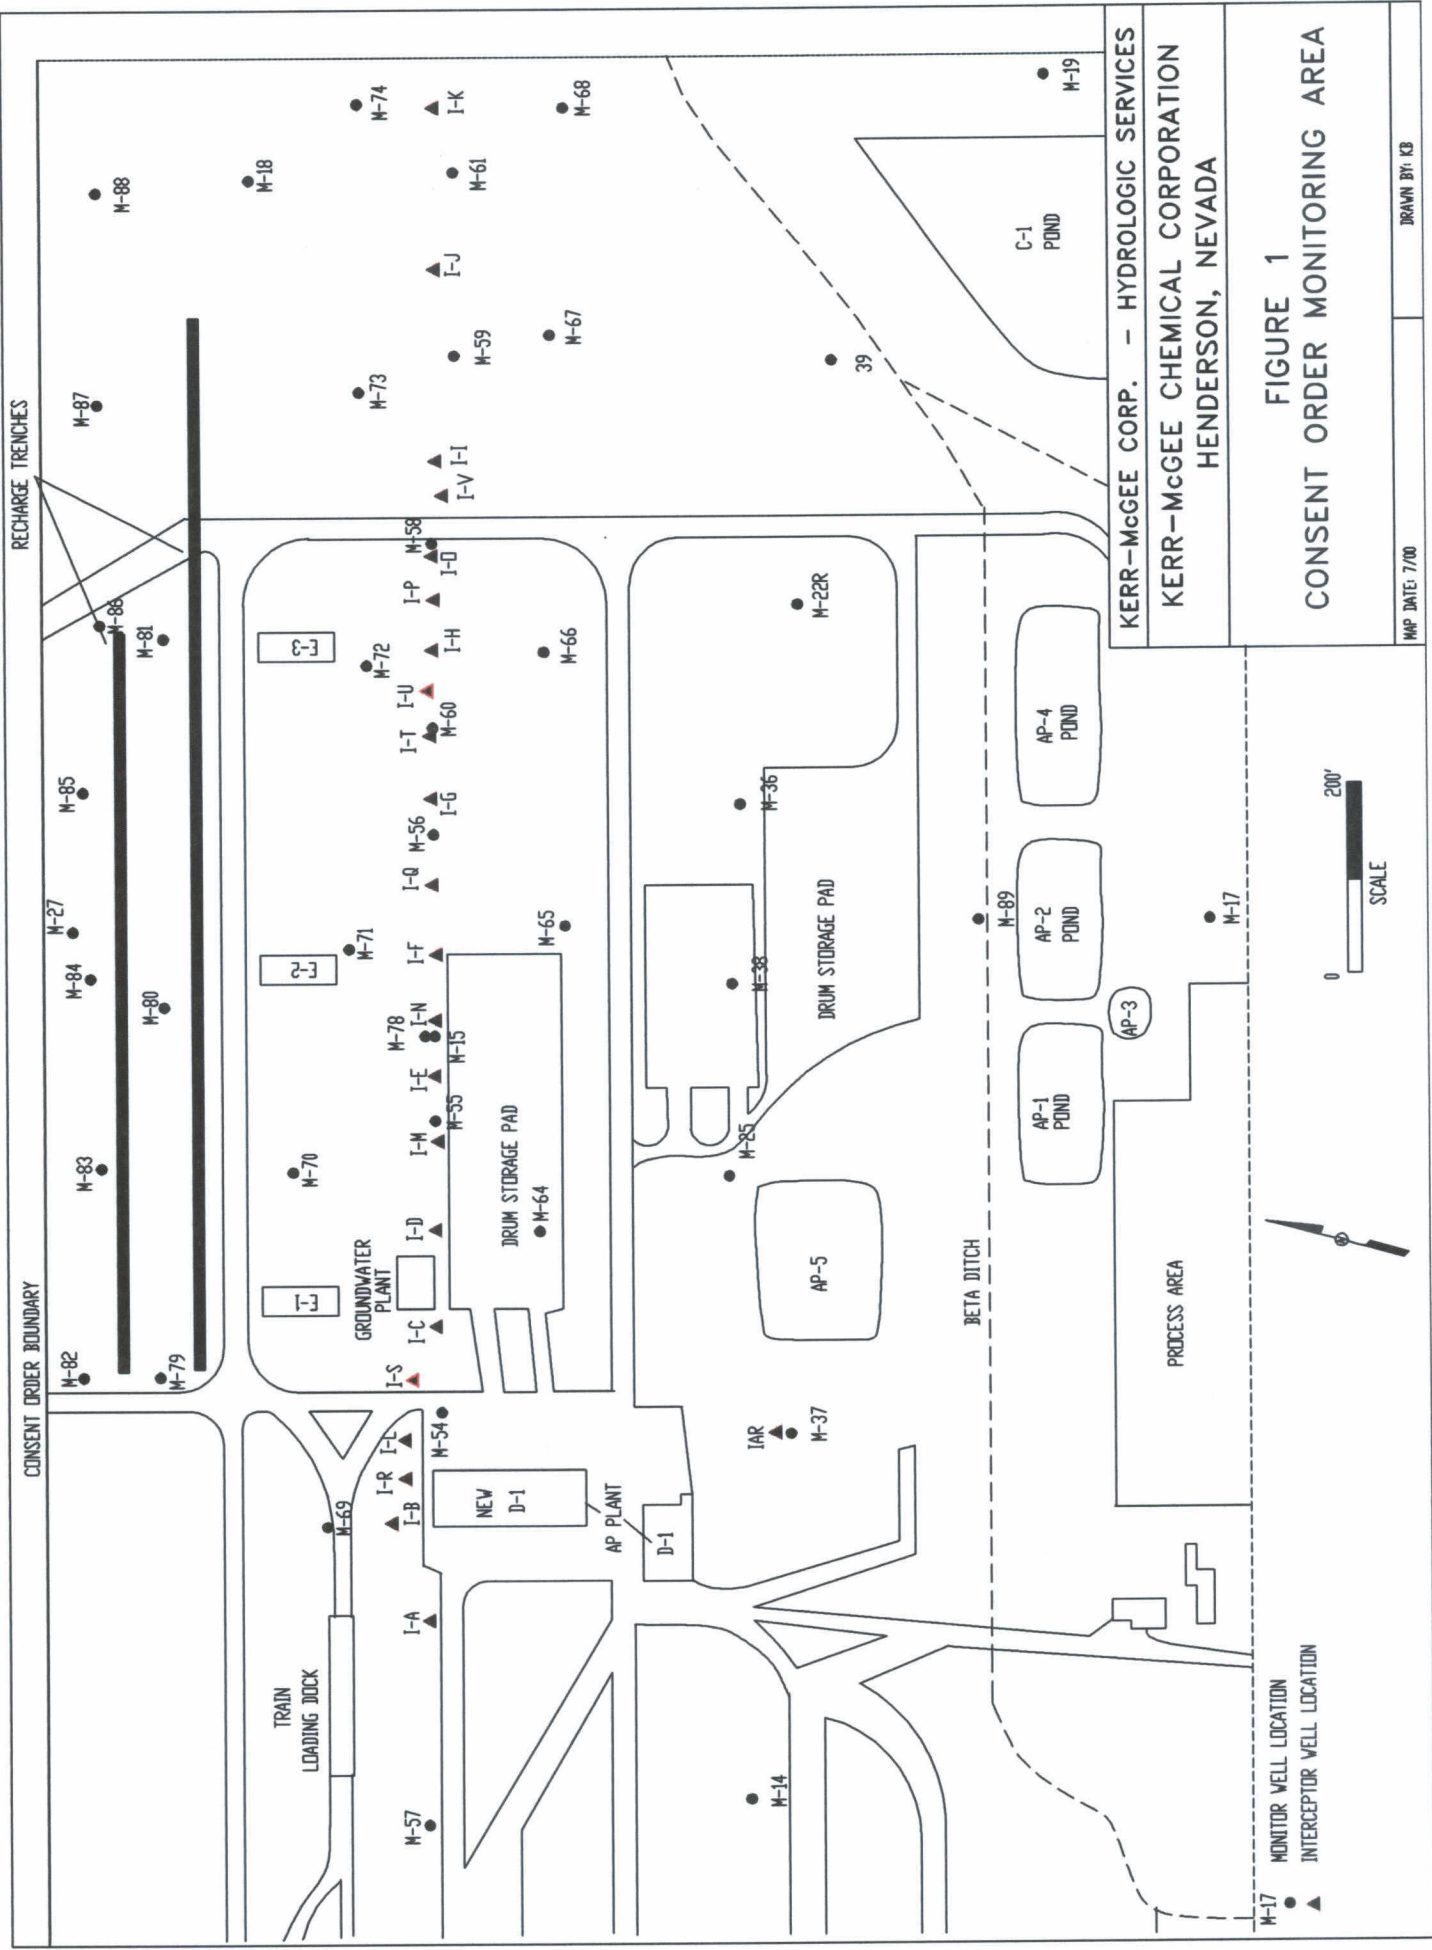 CONSENT ORDER BOUNDARY
RECHARGE TRENCHES
M-82
M-79
M-83
M-84
M-27
M-80
M-85
M-86
M-81
M-87
M-88
M-18
M-74
I-K
M-68
M-61
I-J
M-59
M-67
M-73
I-I
I-V
M-58
I-O
I-P
I-H
M-66
E-3
M-72
I-U
I-T
M-60
I-G
M-56
I-Q
M-65
E-2
M-71
I-F
I-N
M-78
M-15
I-E
M-55
I-M
M-70
I-D
DRUM STORAGE PAD
M-64
GROUNDWATER
PLANT
E-1
I-C
I-S
M-54
I-L
I-R
I-B
M-69
NEW
D-1
AP PLANT
D-1
I-A
TRAIN
LOADING DOCK
M-57
M-14
IAR
M-37
AP-5
M-25
M-38
DRUM STORAGE PAD
M-36
M-22R
39
C-1
POND
M-19
BETA DITCH
M-89
AP-1
POND
AP-2
POND
AP-3
AP-4
POND
PROCESS AREA
M-17
0
200'
SCALE
M-17
MONITOR WELL LOCATION
INTERCEPTOR WELL LOCATION
KERR-McGEE CORP. - HYDROLOGIC SERVICES
KERR-McGEE CHEMICAL CORPORATION
HENDERSON, NEVADA
FIGURE 1
CONSENT ORDER MONITORING AREA
MAP DATE: 7/00
DRAWN BY: KB